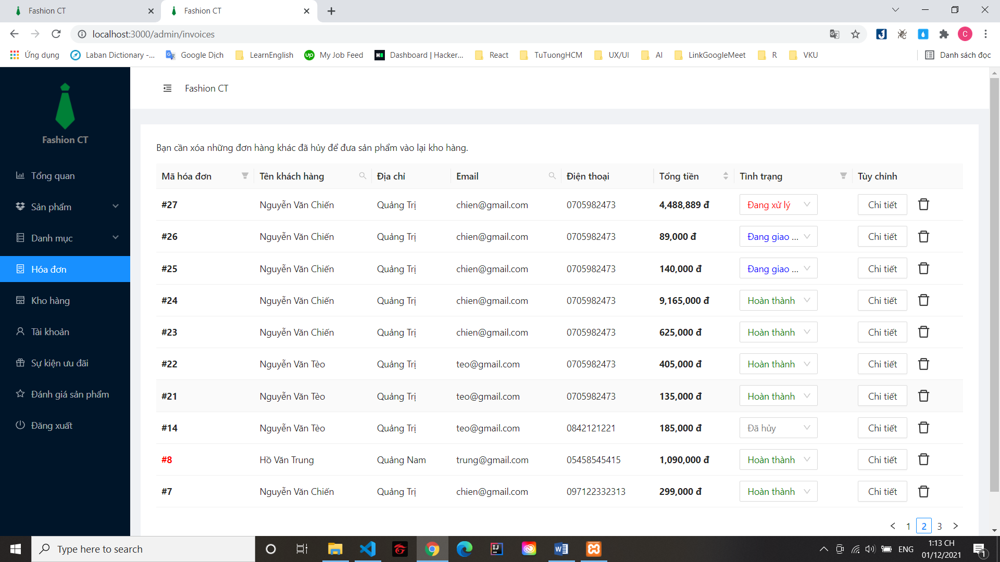 Fashion CT
Fashion CT
localhost:3000/admin/invoices
C
Ứng dụng
Laban Dictionary -...
Google Dịch
LearnEnglish
My Job Feed
Dashboard | Hacker...
React
TuTuongHCM
UX/UI
AI
LinkGoogleMeet
R
VKU
Danh sách đọc
Fashion CT
Fashion CT
Tổng quan
Sản phẩm
Danh mục
Hóa đơn
Kho hàng
Tài khoản
Sự kiện ưu đãi
Đánh giá sản phẩm
Đăng xuất
Bạn cần xóa những đơn hàng khác đã hủy để đưa sản phẩm vào lại kho hàng.
Mã hóa đơn Tên khách hàng Địa chỉ Email Điện thoại Tổng tiền Tình trạng Tùy chỉnh
#27 Nguyễn Văn Chiến Quảng Trị chien@gmail.com 0705982473 4,488,889 đ Đang xử lý Chi tiết
#26 Nguyễn Văn Chiến Quảng Trị chien@gmail.com 0705982473 89,000 đ Đang giao ... Chi tiết
#25 Nguyễn Văn Chiến Quảng Trị chien@gmail.com 0705982473 140,000 đ Đang giao ... Chi tiết
#24 Nguyễn Văn Chiến Quảng Trị chien@gmail.com 0705982473 9,165,000 đ Hoàn thành Chi tiết
#23 Nguyễn Văn Chiến Quảng Trị chien@gmail.com 0705982473 625,000 đ Hoàn thành Chi tiết
#22 Nguyễn Văn Tèo Quảng Trị teo@gmail.com 0705982473 405,000 đ Hoàn thành Chi tiết
#21 Nguyễn Văn Tèo Quảng Trị teo@gmail.com 0705982473 135,000 đ Hoàn thành Chi tiết
#14 Nguyễn Văn Tèo Quảng Trị teo@gmail.com 0842121221 185,000 đ Đã hủy Chi tiết
#8 Hồ Văn Trung Quảng Nam trung@gmail.com 05458545415 1,090,000 đ Hoàn thành Chi tiết
#7 Nguyễn Văn Chiến Quảng Trị chien@gmail.com 097122332313 299,000 đ Hoàn thành Chi tiết
1 2 3
Type here to search
ENG
1:13 CH
01/12/2021
1